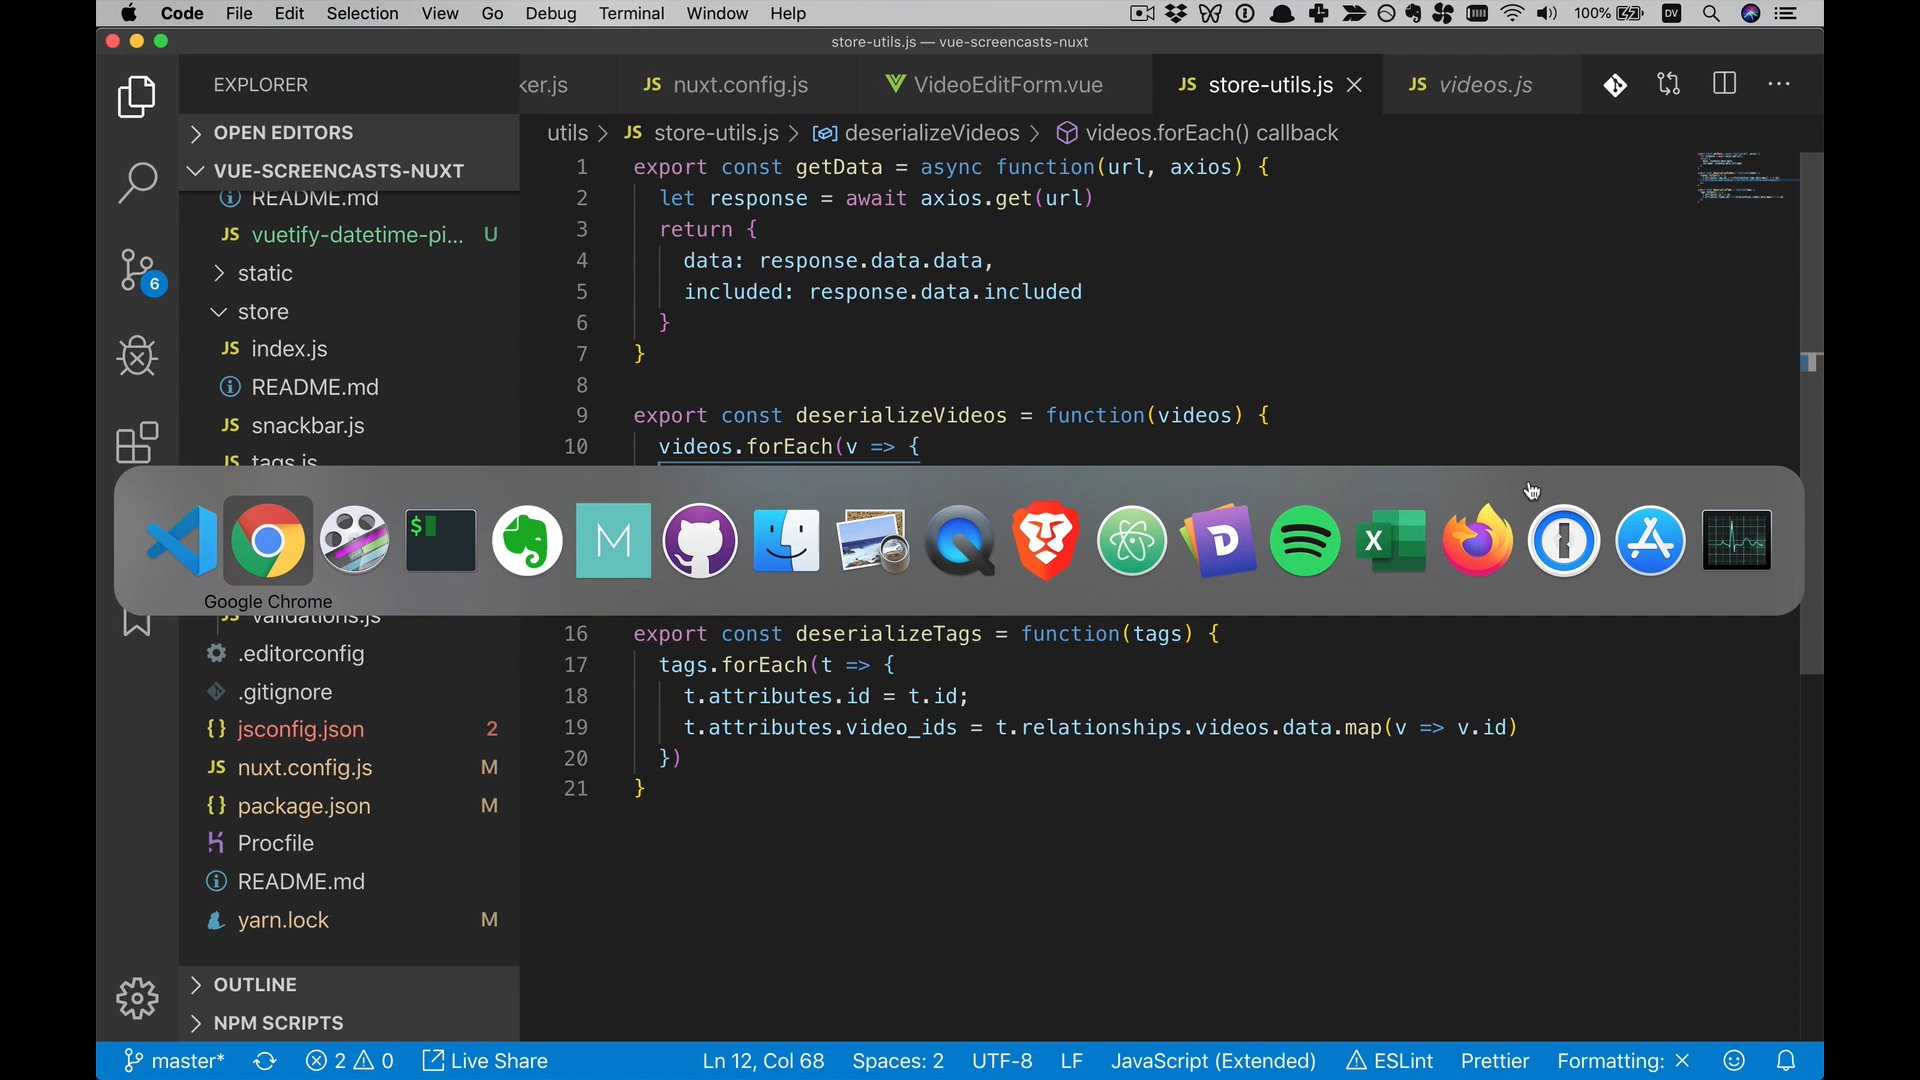 Code File Edit Selection View Go Debug Terminal Window Help 100% DV
store-utils.js — vue-screencasts-nuxt
EXPLORER
ker.js JS nuxt.config.js VideoEditForm.vue JS store-utils.js JS videos.js
OPEN EDITORS
utils > JS store-utils.js > deserializeVideos > videos.forEach() callback
VUE-SCREENCASTS-NUXT
README.md
JS vuetify-datetime-pi... U
static
store
JS index.js
README.md
JS snackbar.js
JS tags.js
1 export const getData = async function(url, axios) {
2 let response = await axios.get(url)
3 return {
4 data: response.data.data,
5 included: response.data.included
6 }
7 }
8
9 export const deserializeVideos = function(videos) {
10 videos.forEach(v => {
6
$
M
D
X
Google Chrome
JS validations.js
.editorconfig
.gitignore
{} jsconfig.json 2
JS nuxt.config.js M
{} package.json M
Procfile
README.md
yarn.lock M
16 export const deserializeTags = function(tags) {
17 tags.forEach(t => {
18 t.attributes.id = t.id;
19 t.attributes.video_ids = t.relationships.videos.data.map(v => v.id)
20 })
21 }
OUTLINE
NPM SCRIPTS
master* 2 0 Live Share Ln 12, Col 68 Spaces: 2 UTF-8 LF JavaScript (Extended) ESLint Prettier Formatting: ×